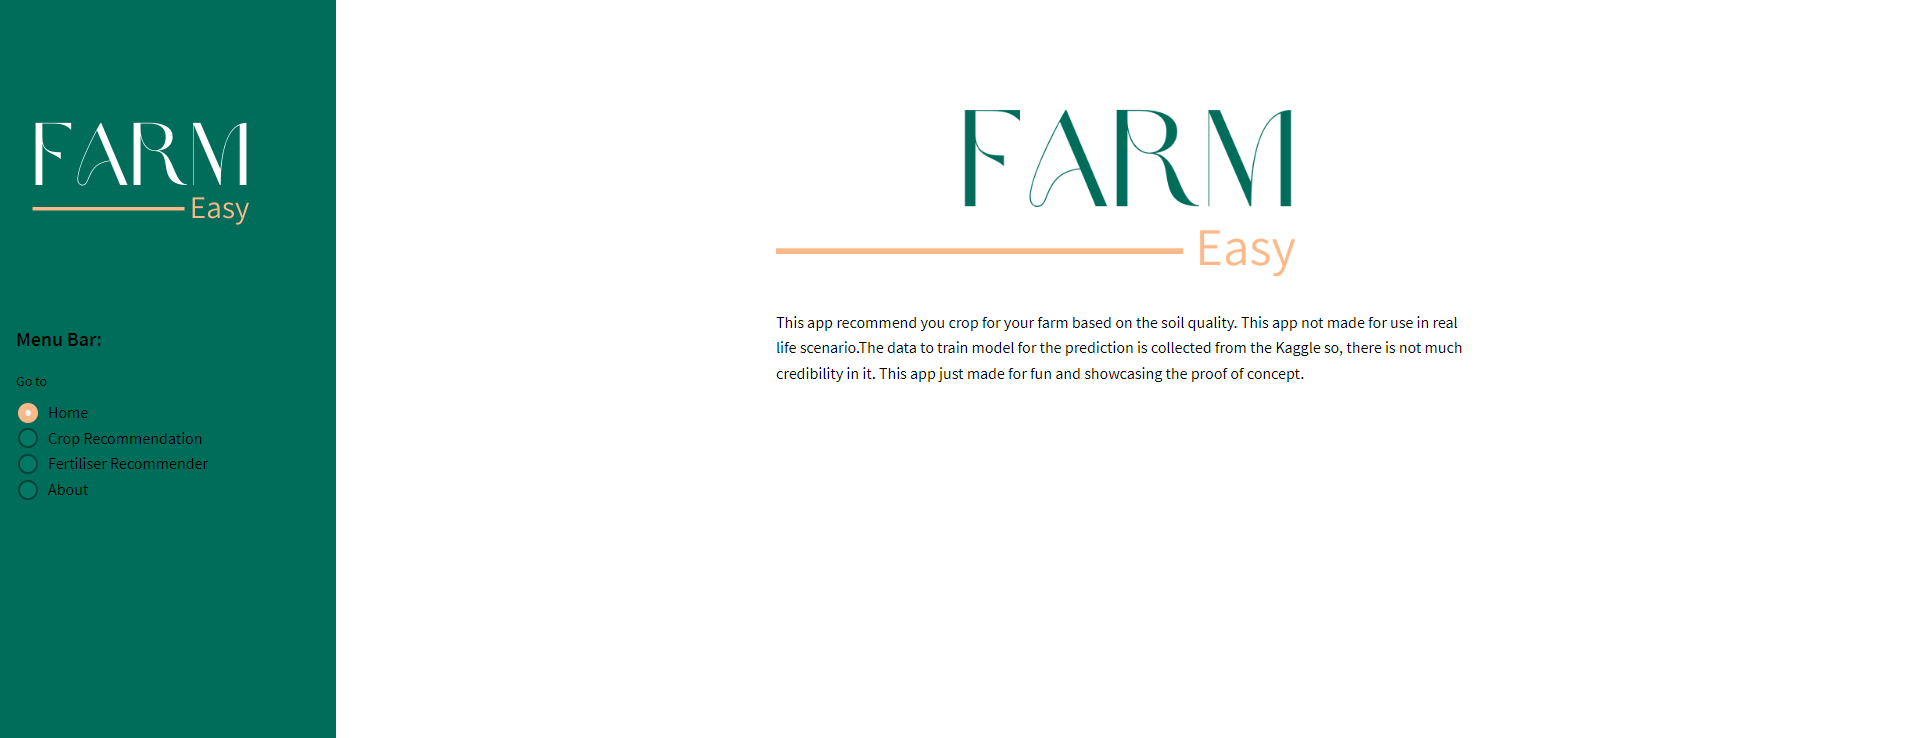 FARM
Easy
Menu Bar:
Go to
Home
Crop Recommendation
Fertiliser Recommender
About
FARM
Easy
This app recommend you crop for your farm based on the soil quality. This app not made for use in real
life scenario.The data to train model for the prediction is collected from the Kaggle so, there is not much
credibility in it. This app just made for fun and showcasing the proof of concept.